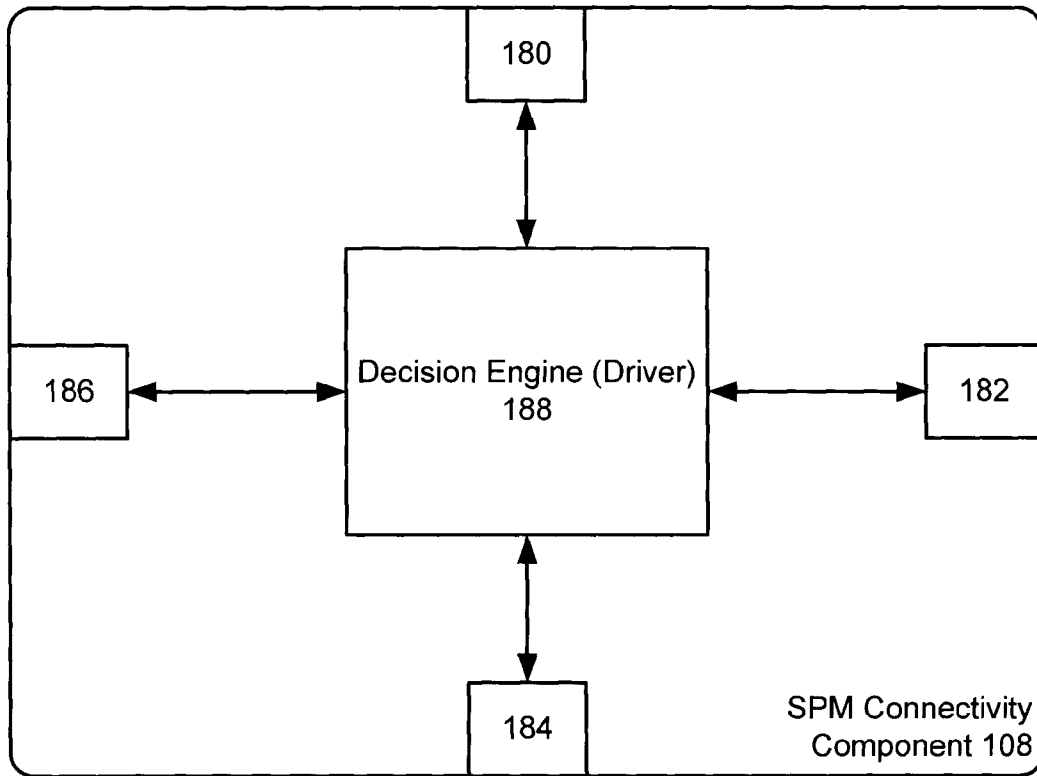 180
186
Decision Engine (Driver)
188
182
184
SPM Connectivity
Component 108